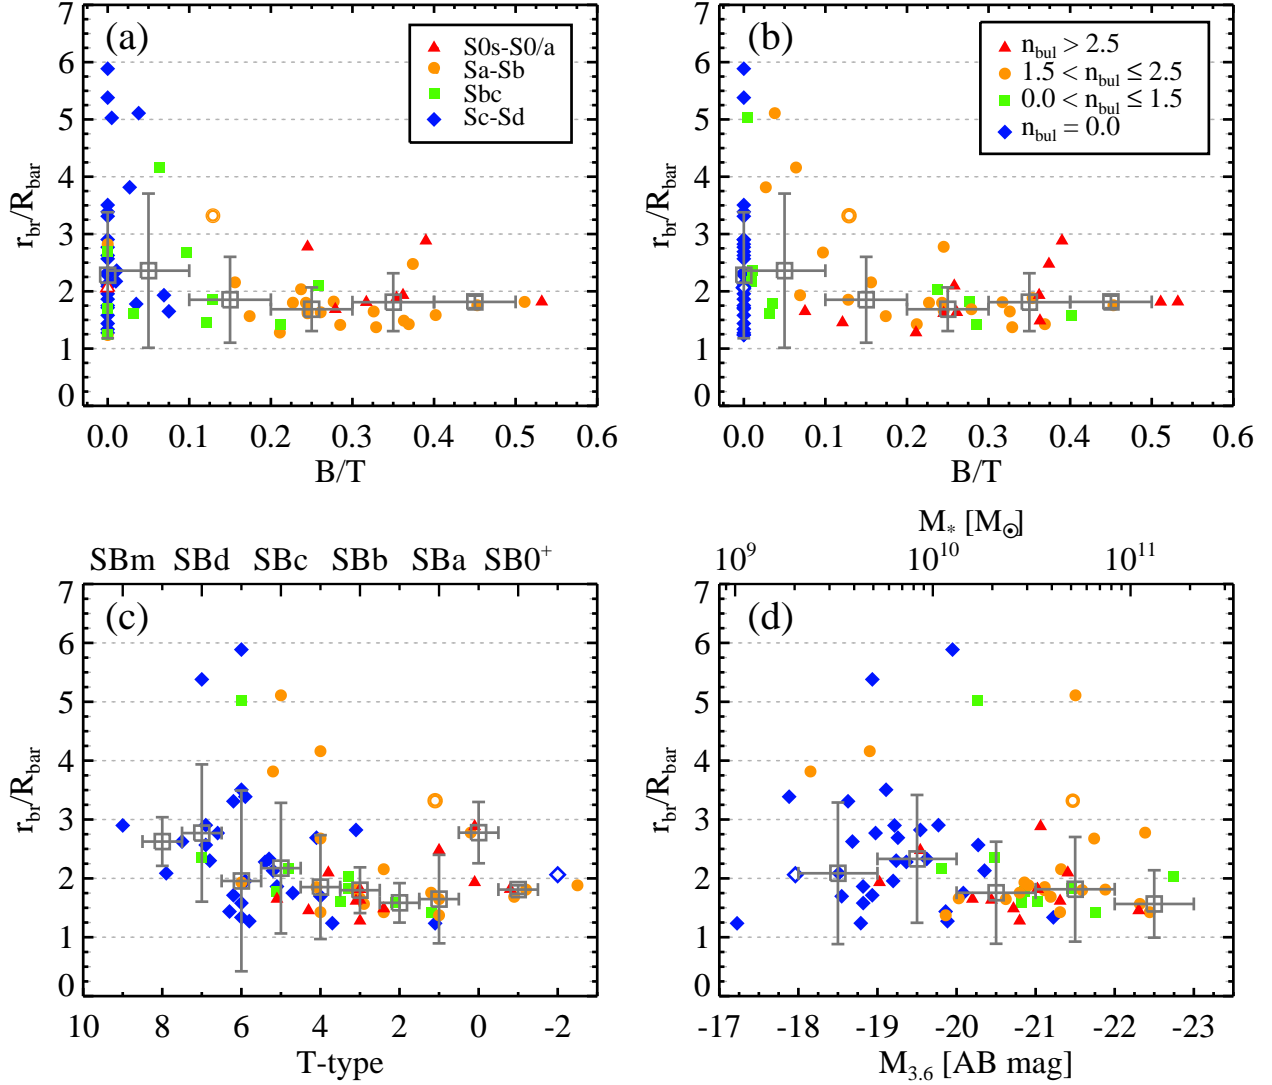 (a)
S0s-S0/a
Sa-Sb
Sbc
Sc-Sd
7
6
5
4
3
2
1
0
r_br/R_bar
0.0 0.1 0.2 0.3 0.4 0.5 0.6
B/T
(b)
n_bul > 2.5
1.5 < n_bul ≤ 2.5
0.0 < n_bul ≤ 1.5
n_bul = 0.0
7
6
5
4
3
2
1
0
r_br/R_bar
0.0 0.1 0.2 0.3 0.4 0.5 0.6
B/T
SBm SBd SBc SBb SBa SB0⁺
(c)
7
6
5
4
3
2
1
0
r_br/R_bar
10 8 6 4 2 0 -2
T-type
M_* [M_⊙]
10⁹ 10¹⁰ 10¹¹
(d)
7
6
5
4
3
2
1
0
r_br/R_bar
-17 -18 -19 -20 -21 -22 -23
M_3.6 [AB mag]